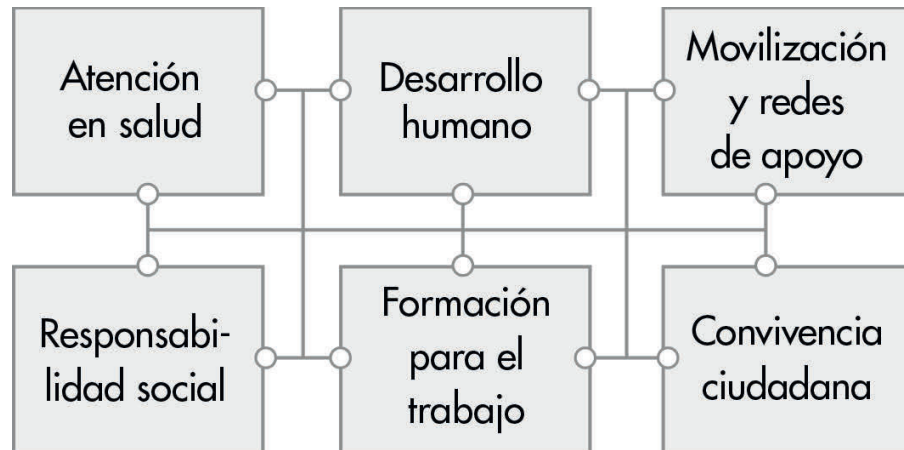 Atención
en salud
Desarrollo
humano
Movilización
y redes
de apoyo
Responsabi-
lidad social
Formación
para el
trabajo
Convivencia
ciudadana